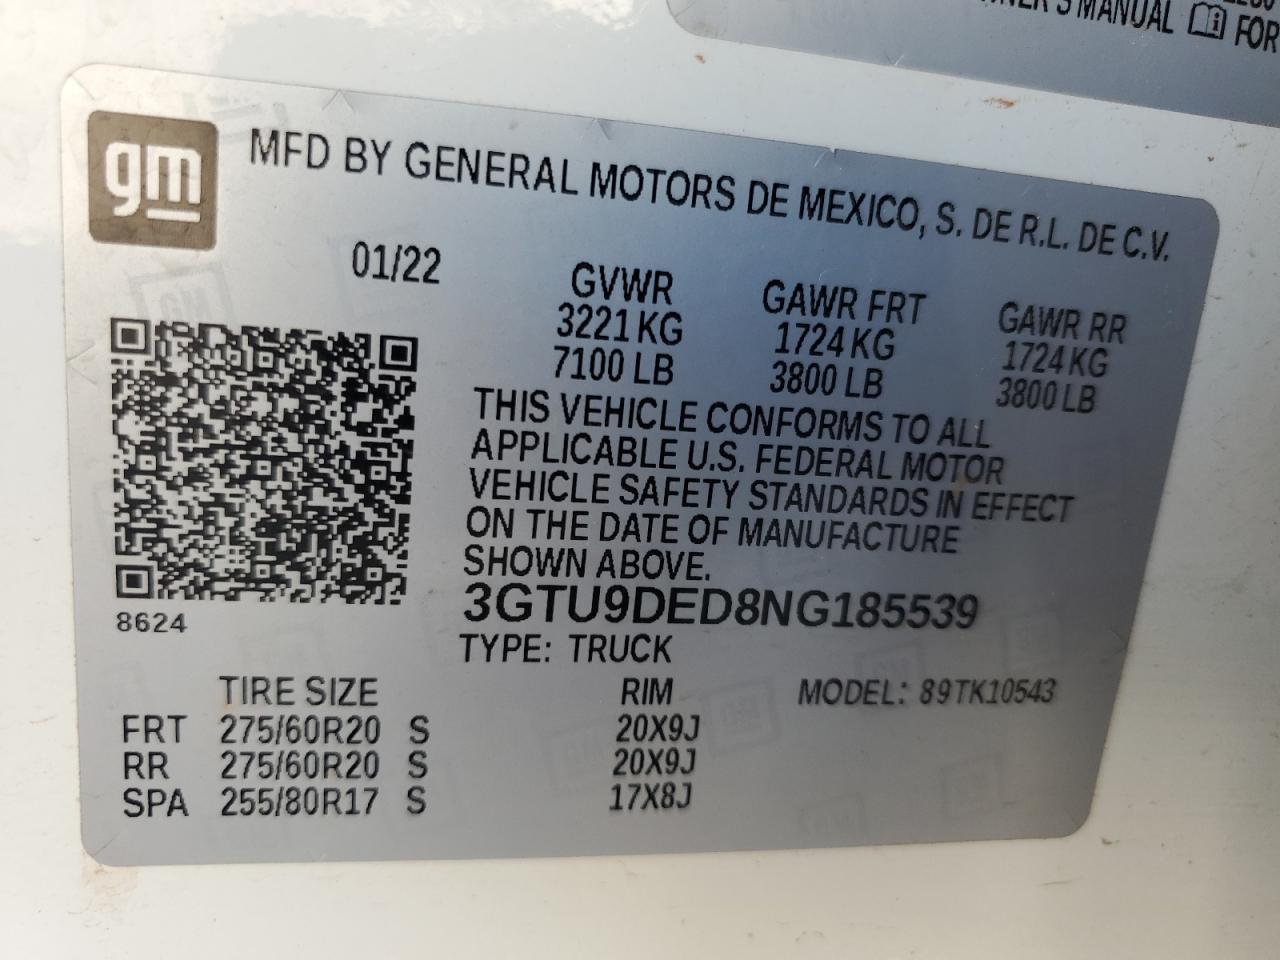 NER'S MANUAL FOR
gm
MFD BY GENERAL MOTORS DE MEXICO, S. DE R.L. DE C.V.
01/22
GVWR GAWR FRT GAWR RR
3221 KG 1724 KG 1724 KG
7100 LB 3800 LB 3800 LB
THIS VEHICLE CONFORMS TO ALL
APPLICABLE U.S. FEDERAL MOTOR
VEHICLE SAFETY STANDARDS IN EFFECT
ON THE DATE OF MANUFACTURE
SHOWN ABOVE.
3GTU9DED8NG185539
8624
TYPE: TRUCK
TIRE SIZE RIM MODEL: 89TK10543
FRT 275/60R20 S 20X9J
RR 275/60R20 S 20X9J
SPA 255/80R17 S 17X8J